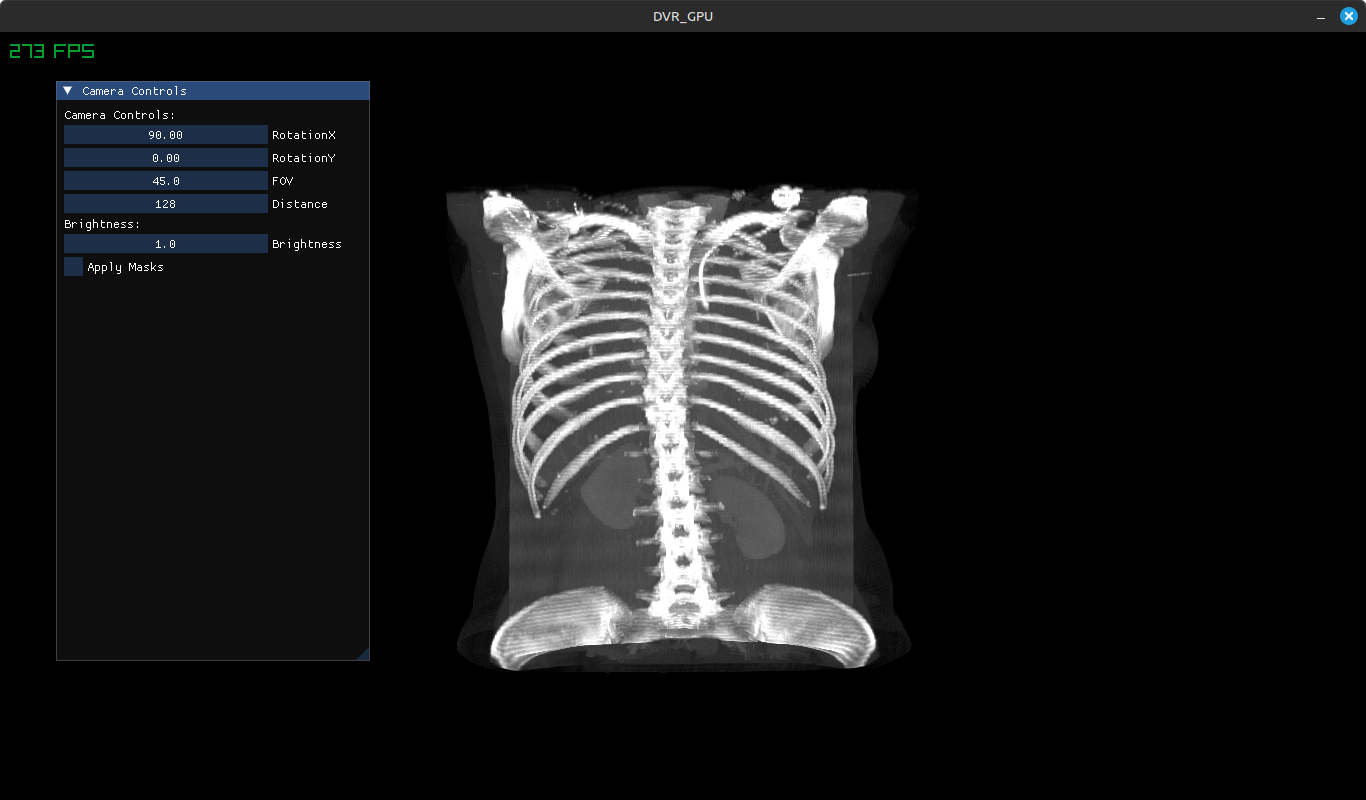 DVR_GPU
273 FPS
Camera Controls
Camera Controls:
90.00 RotationX
0.00 RotationY
45.0 FOV
128 Distance
Brightness:
1.0 Brightness
Apply Masks